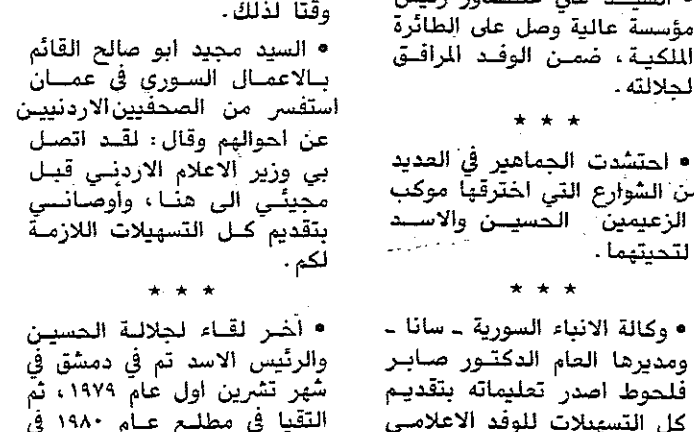 السيد علي غندور رئيس
مؤسسة عالية وصل على الطائرة
الملكية، ضمن الوفد المرافق
لجلالته.
★ ★ ★
• احتشدت الجماهير في العديد
من الشوارع التي اخترقها موكب
الزعيمين الحسين والاسد
لتحيتهما.
★ ★ ★
• وكالة الانباء السورية ـ سانا ـ
ومديرها العام الدكتور صابر
فلحوط اصدر تعليماته بتقديم
كل التسهيلات للوفد الاعلامي
وقتا لذلك.
• السيد مجيد ابو صالح القائم
بالاعمال السوري في عمان
استفسر من الصحفيين الاردنيين
عن احوالهم وقال: لقد اتصل
بي وزير الاعلام الاردني قبل
مجيئي الى هنا، وأوصاني
بتقديم كل التسهيلات اللازمة
لكم.
★ ★ ★
• آخر لقاء لجلالة الحسين
والرئيس الاسد تم في دمشق في
شهر تشرين اول عام ١٩٧٩، ثم
التقيا في مطلع عام ١٩٨٠ في